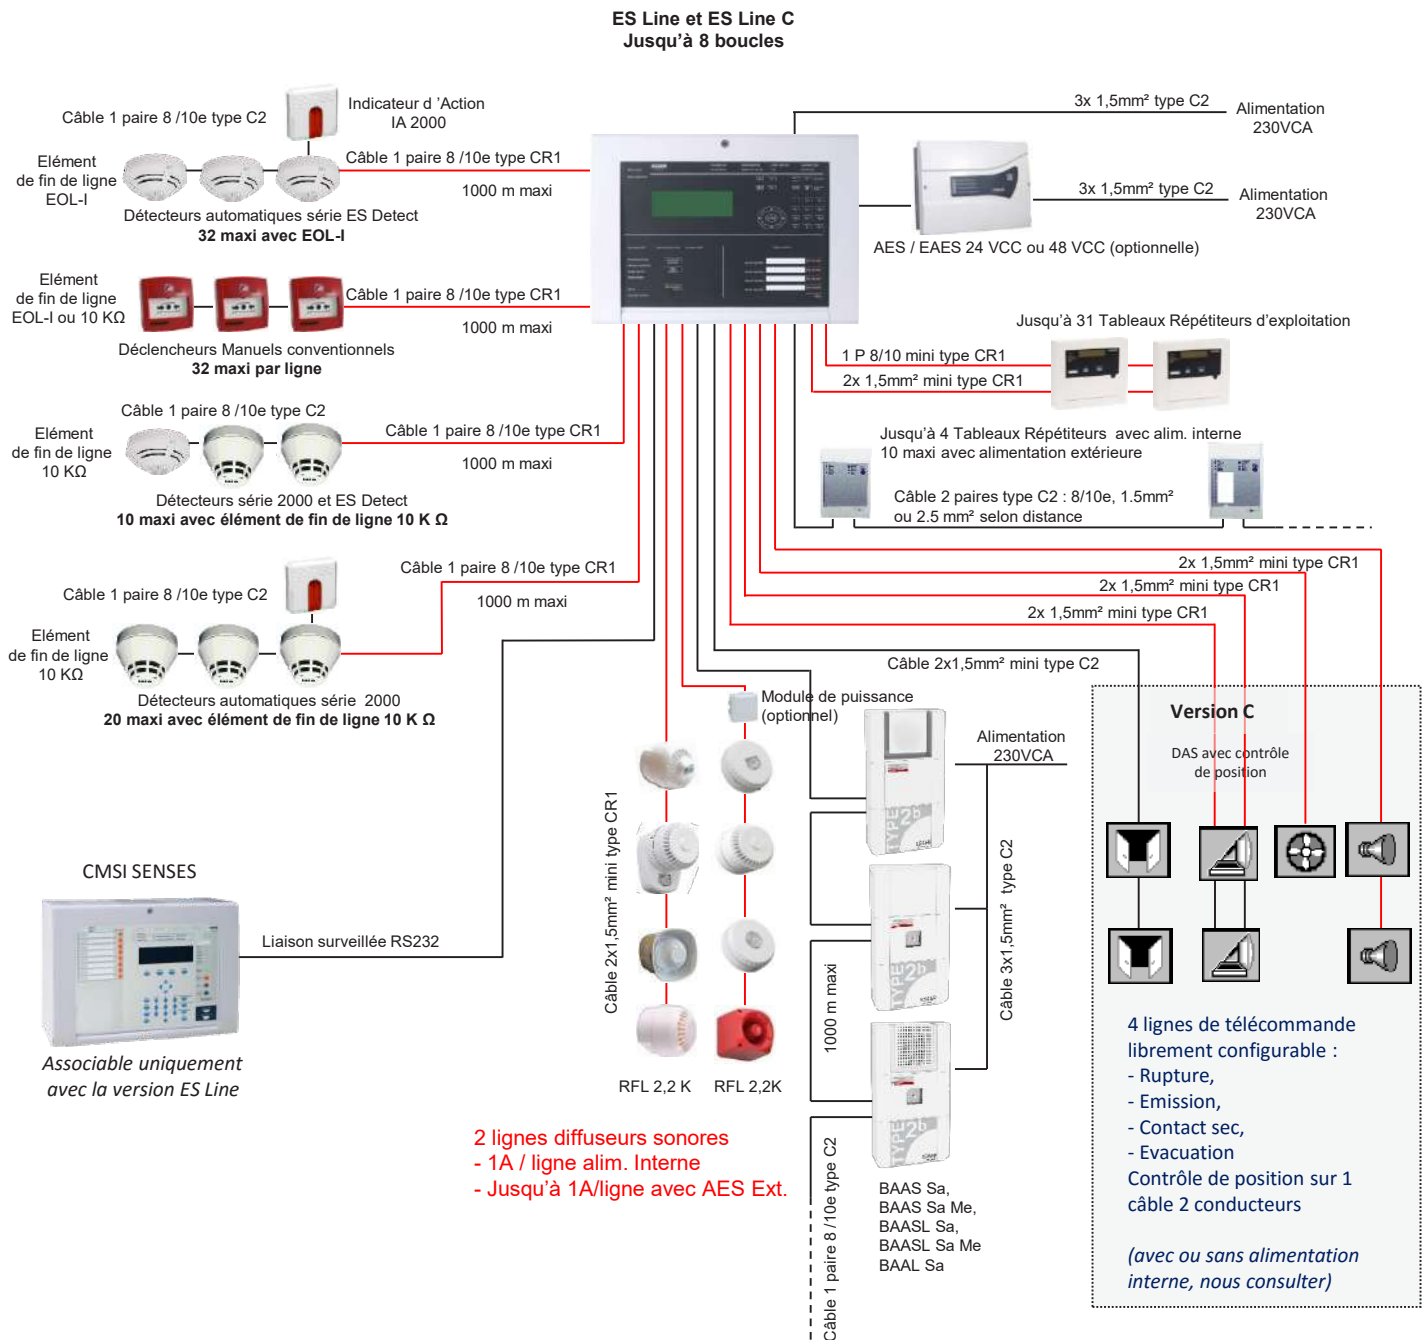 ES Line et ES Line C
Jusqu'à 8 boucles
Câble 1 paire 8 /10e type C2
Indicateur d 'Action
IA 2000
Elément
de fin de ligne
EOL-I
Câble 1 paire 8 /10e type CR1
1000 m maxi
Détecteurs automatiques série ES Detect
32 maxi avec EOL-I
3x 1,5mm² type C2
Alimentation
230VCA
3x 1,5mm² type C2
Alimentation
230VCA
AES / EAES 24 VCC ou 48 VCC (optionnelle)
Elément
de fin de ligne
EOL-I ou 10 KΩ
Câble 1 paire 8 /10e type CR1
1000 m maxi
Déclencheurs Manuels conventionnels
32 maxi par ligne
Jusqu'à 31 Tableaux Répétiteurs d'exploitation
1 P 8/10 mini type CR1
2x 1,5mm² mini type CR1
Câble 1 paire 8 /10e type C2
Elément
de fin de ligne
10 KΩ
Câble 1 paire 8 /10e type CR1
1000 m maxi
Détecteurs série 2000 et ES Detect
10 maxi avec élément de fin de ligne 10 K Ω
Jusqu'à 4 Tableaux Répétiteurs avec alim. interne
10 maxi avec alimentation extérieure
Câble 2 paires type C2 : 8/10e, 1.5mm²
ou 2.5 mm² selon distance
Câble 1 paire 8 /10e type C2
Elément
de fin de ligne
10 KΩ
Câble 1 paire 8 /10e type CR1
1000 m maxi
Détecteurs automatiques série 2000
20 maxi avec élément de fin de ligne 10 K Ω
2x 1,5mm² mini type CR1
2x 1,5mm² mini type CR1
2x 1,5mm² mini type CR1
Câble 2x1,5mm² mini type C2
Module de puissance
(optionnel)
Alimentation
230VCA
Câble 2x1,5mm² mini type CR1
TYPE 2b
TYPE 2b
TYPE 2b
1000 m maxi
Câble 3x1,5mm² type C2
Version C
DAS avec contrôle
de position
CMSI SENSES
Liaison surveillée RS232
Associable uniquement
avec la version ES Line
RFL 2,2 K
RFL 2,2K
2 lignes diffuseurs sonores
- 1A / ligne alim. Interne
- Jusqu'à 1A/ligne avec AES Ext.
Câble 1 paire 8 /10e type C2
BAAS Sa,
BAAS Sa Me,
BAASL Sa,
BAASL Sa Me
BAAL Sa
4 lignes de télécommande
librement configurable :
- Rupture,
- Emission,
- Contact sec,
- Evacuation
Contrôle de position sur 1
câble 2 conducteurs
(avec ou sans alimentation
interne, nous consulter)